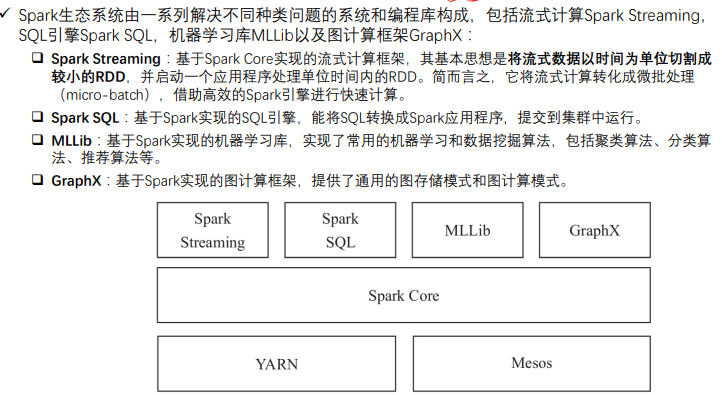 ✓ Spark生态系统由一系列解决不同种类问题的系统和编程库构成，包括流式计算Spark Streaming，
SQL引擎Spark SQL，机器学习库MLLib以及图计算框架GraphX：
❑ Spark Streaming：基于Spark Core实现的流式计算框架，其基本思想是将流式数据以时间为单位切割成
较小的RDD，并启动一个应用程序处理单位时间内的RDD。简而言之，它将流式计算转化成微批处理
（micro-batch），借助高效的Spark引擎进行快速计算。
❑ Spark SQL：基于Spark实现的SQL引擎，能将SQL转换成Spark应用程序，提交到集群中运行。
❑ MLLib：基于Spark实现的机器学习库，实现了常用的机器学习和数据挖掘算法，包括聚类算法、分类算
法、推荐算法等。
❑ GraphX：基于Spark实现的图计算框架，提供了通用的图存储模式和图计算模式。
Spark
Streaming
Spark
SQL
MLLib
GraphX
Spark Core
YARN
Mesos